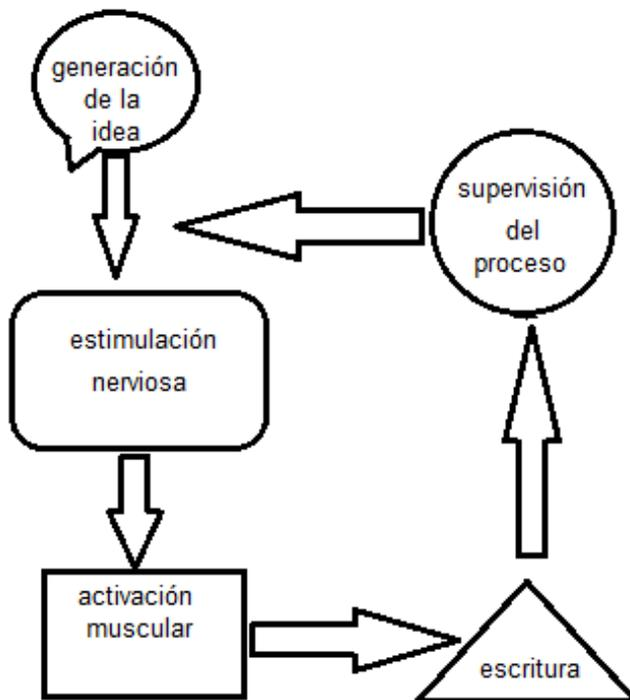 generación
de la
idea
supervisión
del
proceso
estimulación
nerviosa
activación
muscular
escritura